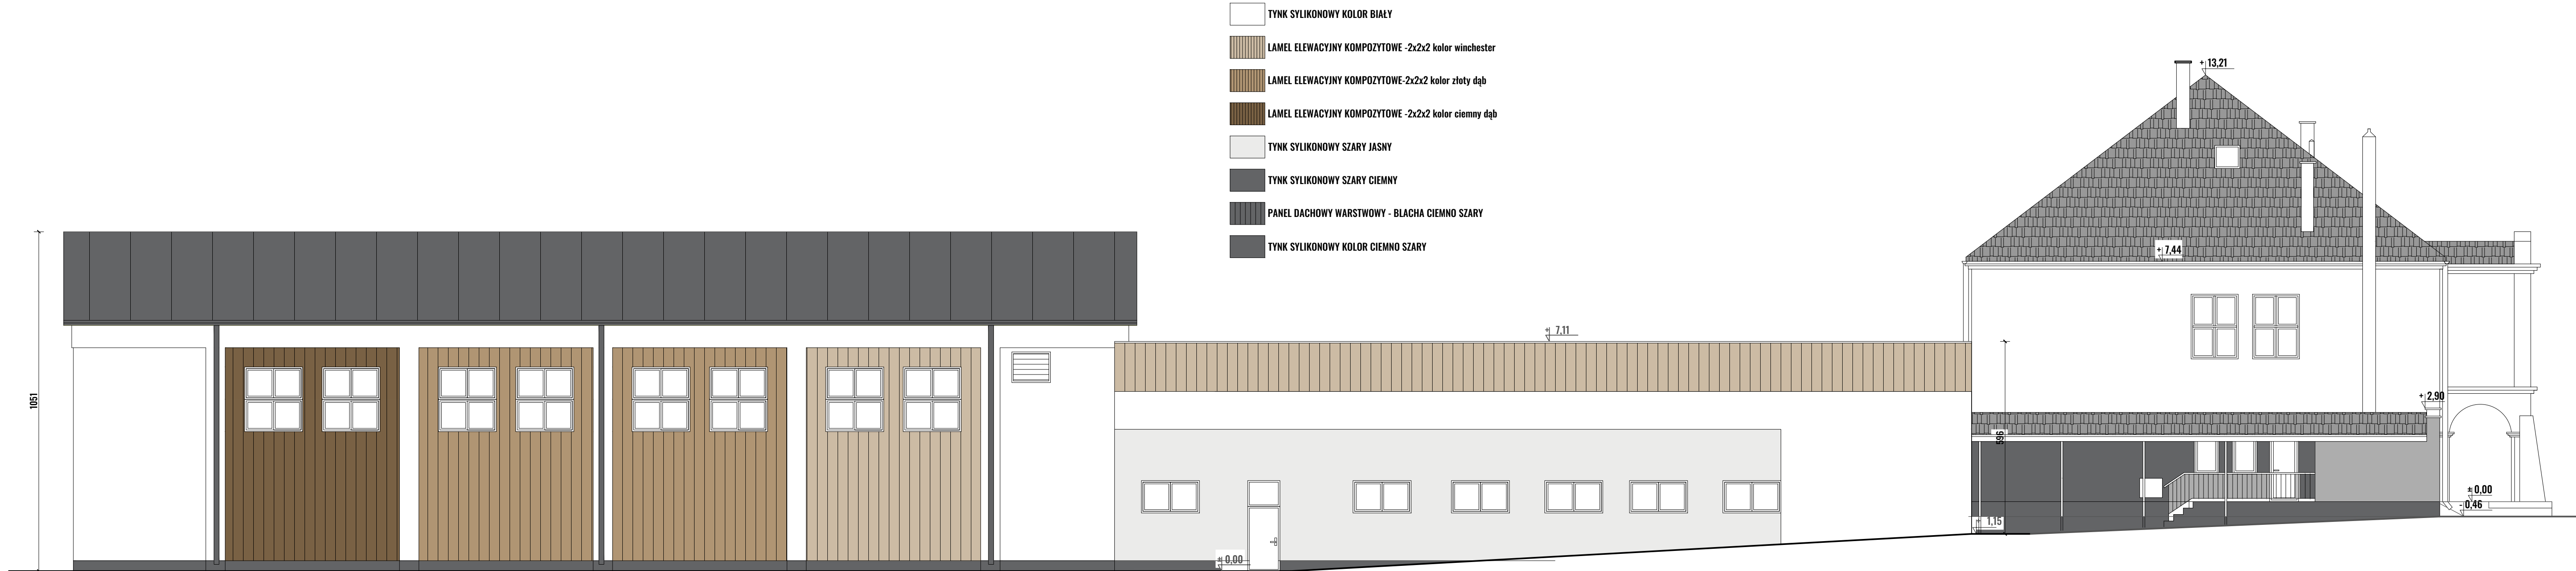 TYNK SYLIKONOWY KOLOR BIAŁY
LAMEL ELEWACYJNY KOMPOZYTOWE -2x2x2 kolor winchester
LAMEL ELEWACYJNY KOMPOZYTOWE-2x2x2 kolor złoty dąb
LAMEL ELEWACYJNY KOMPOZYTOWE -2x2x2 kolor ciemny dąb
TYNK SYLIKONOWY SZARY JASNY
TYNK SYLIKONOWY SZARY CIEMNY
PANEL DACHOWY WARSTWOWY - BLACHA CIEMNO SZARY
TYNK SYLIKONOWY KOLOR CIEMNO SZARY
+ 13,21
+ 7,44
+ 7,11
1051
+ 2,90
596
± 0,00
- 0,46
+ 1,15
± 0,00